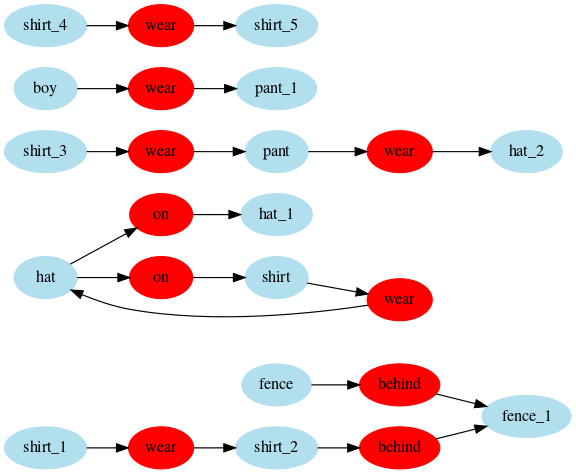 shirt_4 wear shirt_5
boy wear pant_1
shirt_3 wear pant wear hat_2
on hat_1
hat on shirt
wear
fence behind
fence_1
shirt_1 wear shirt_2 behind